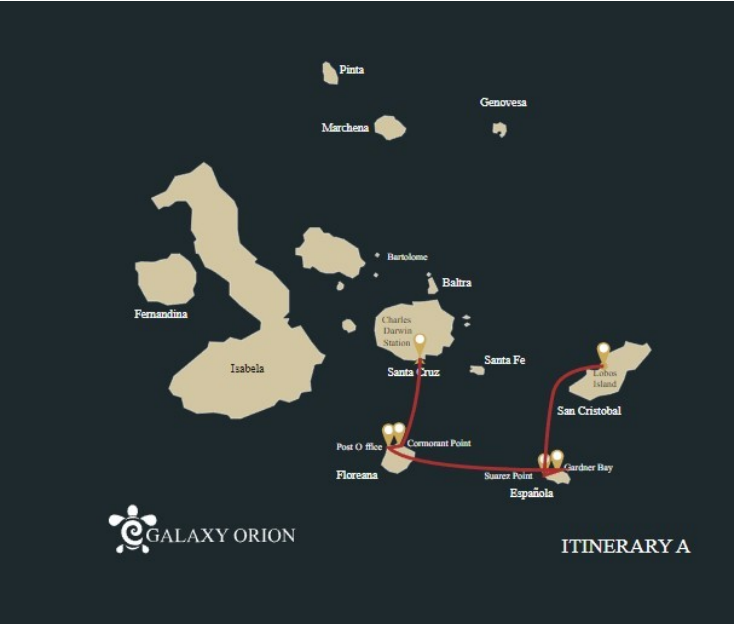 Pinta
Genovesa
Marchena
Bartolome
Baltra
Fernandina
Charles
Darwin
Station
Santa Cruz
Santa Fe
Isabela
Lobos
Island
San Cristobal
Post O ffice
Cormorant Point
Floreana
Suarez Point
Gardner Bay
Española
GALAXY ORION
ITINERARY A